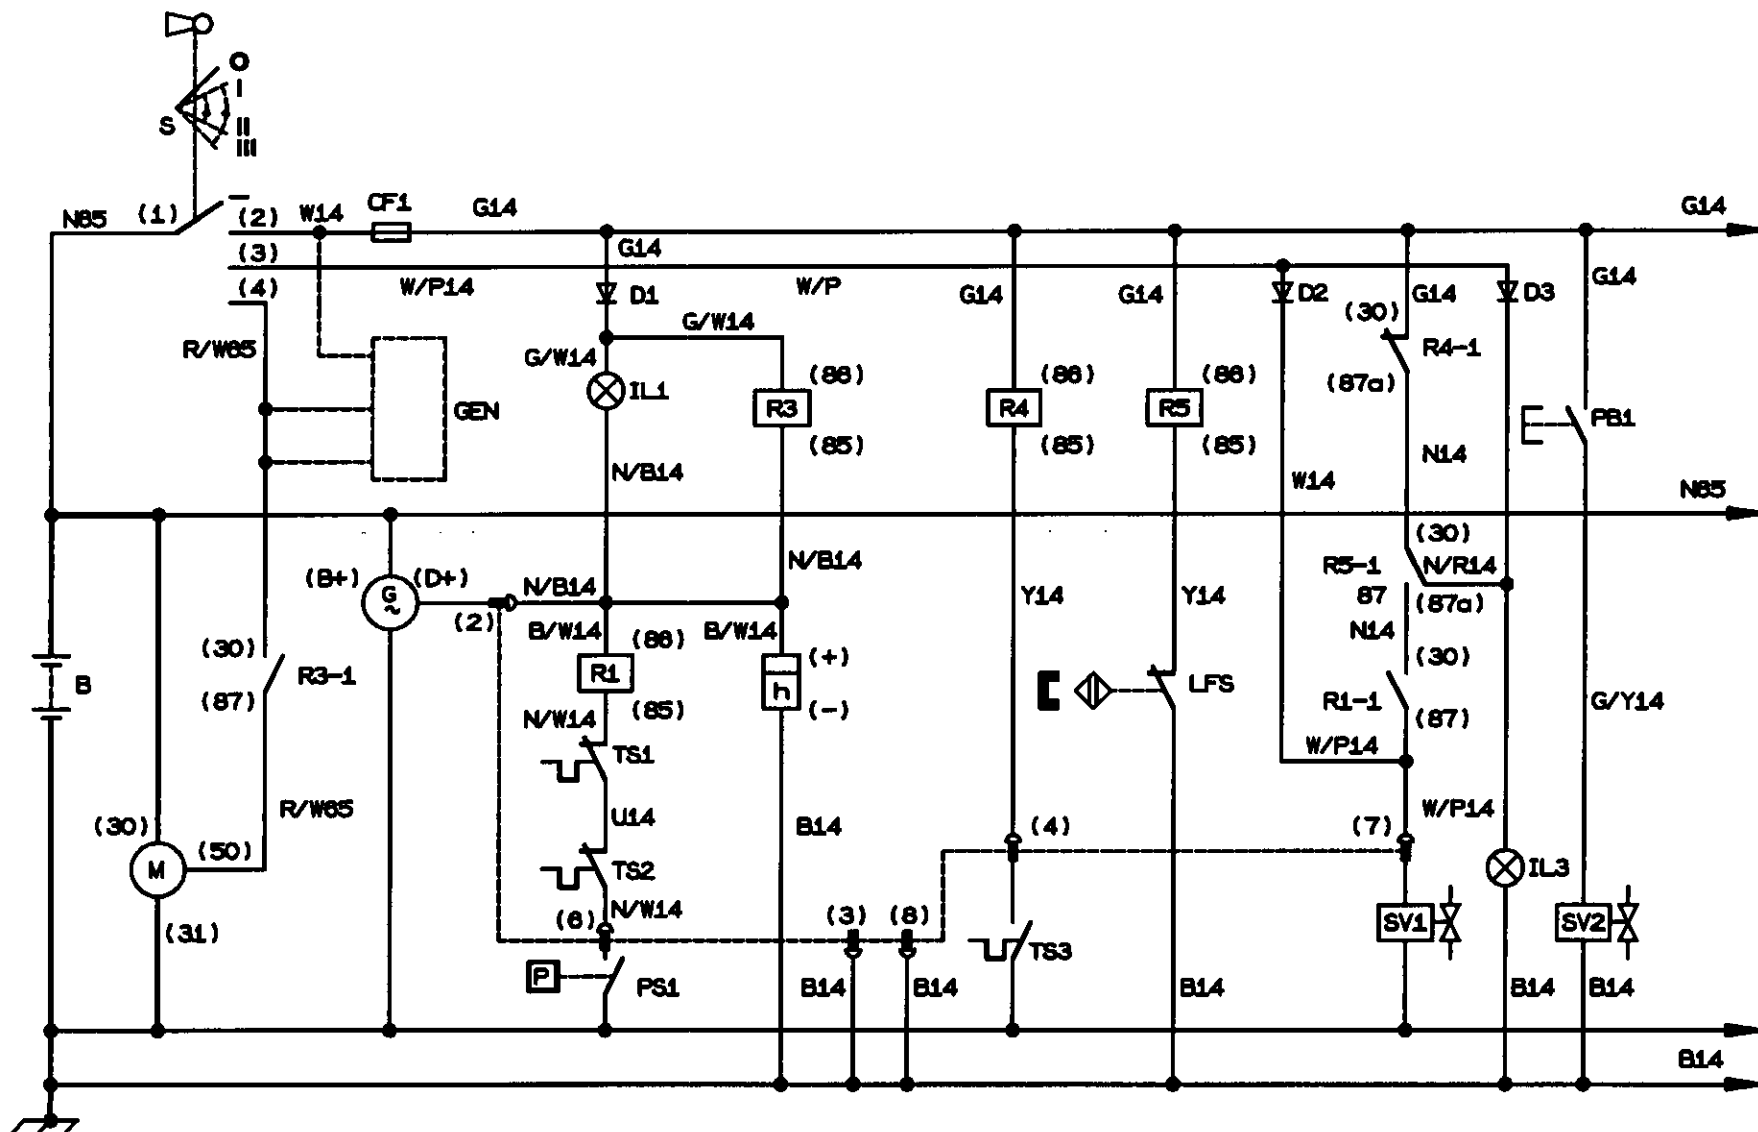 O
I
S
II
III
N85 (1) (2) W14 CF1 G14 G14
(3) G14
(4) W/P14 W/P G14
G14 G14 D1 D2 G14 D3
G/W14 (30)
R/W85 G/W14 R4-1
IL1 (86) (86) (86) (87a)
GEN R3 R4 R5 PB1
(85) (85) (85)
N/B14 N14
W14 N85
(30)
N/B14 R5-1 N/R14
(B+) G ~ (D+) N/B14 Y14 Y14 87 (87a)
(2) B/W14 (86) B/W14 N14
(30) (+) (30)
B R3-1 R1 h LFS
(87) (85) (-) R1-1 (87) G/Y14
N/W14
TS1 W/P14
R/W85 U14 B14 W/P14
(30) (4) (7)
(50)
M TS2 IL3
N/W14
(31) (6) (3) (8) SV1 SV2
TS3
P PS1 B14 B14 B14 B14 B14
B14